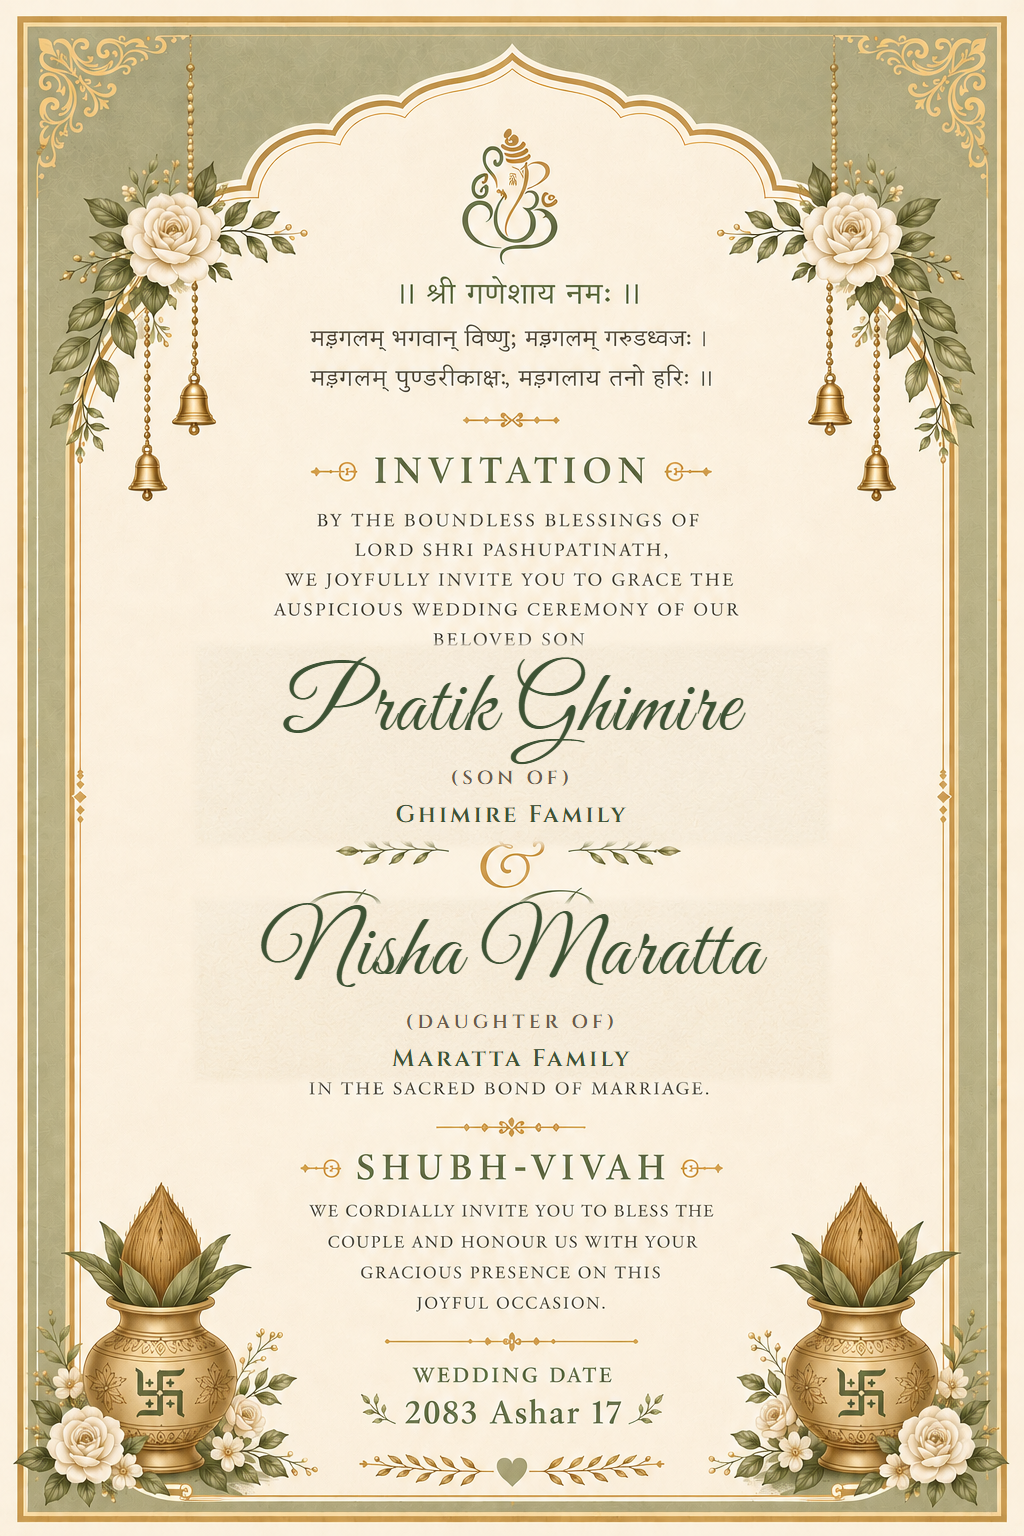 ।। श्री गणेशाय नमः ।।
मङ़गलम् भगवान् विष्णु; मङ़गलम् गरुडध्वजः ।
मङ़गलम् पुण्डरीकाक्षः, मङ़गलाय तनो हरिः ।।
INVITATION
BY THE BOUNDLESS BLESSINGS OF
LORD SHRI PASHUPATINATH,
WE JOYFULLY INVITE YOU TO GRACE THE
AUSPICIOUS WEDDING CEREMONY OF OUR
BELOVED SON
Pratik Ghimire
(SON OF)
GHIMIRE FAMILY
&
Nisha Maratta
(DAUGHTER OF)
MARATTA FAMILY
IN THE SACRED BOND OF MARRIAGE.
SHUBH-VIVAH
WE CORDIALLY INVITE YOU TO BLESS THE
COUPLE AND HONOUR US WITH YOUR
GRACIOUS PRESENCE ON THIS
JOYFUL OCCASION.
WEDDING DATE
2083 Ashar 17